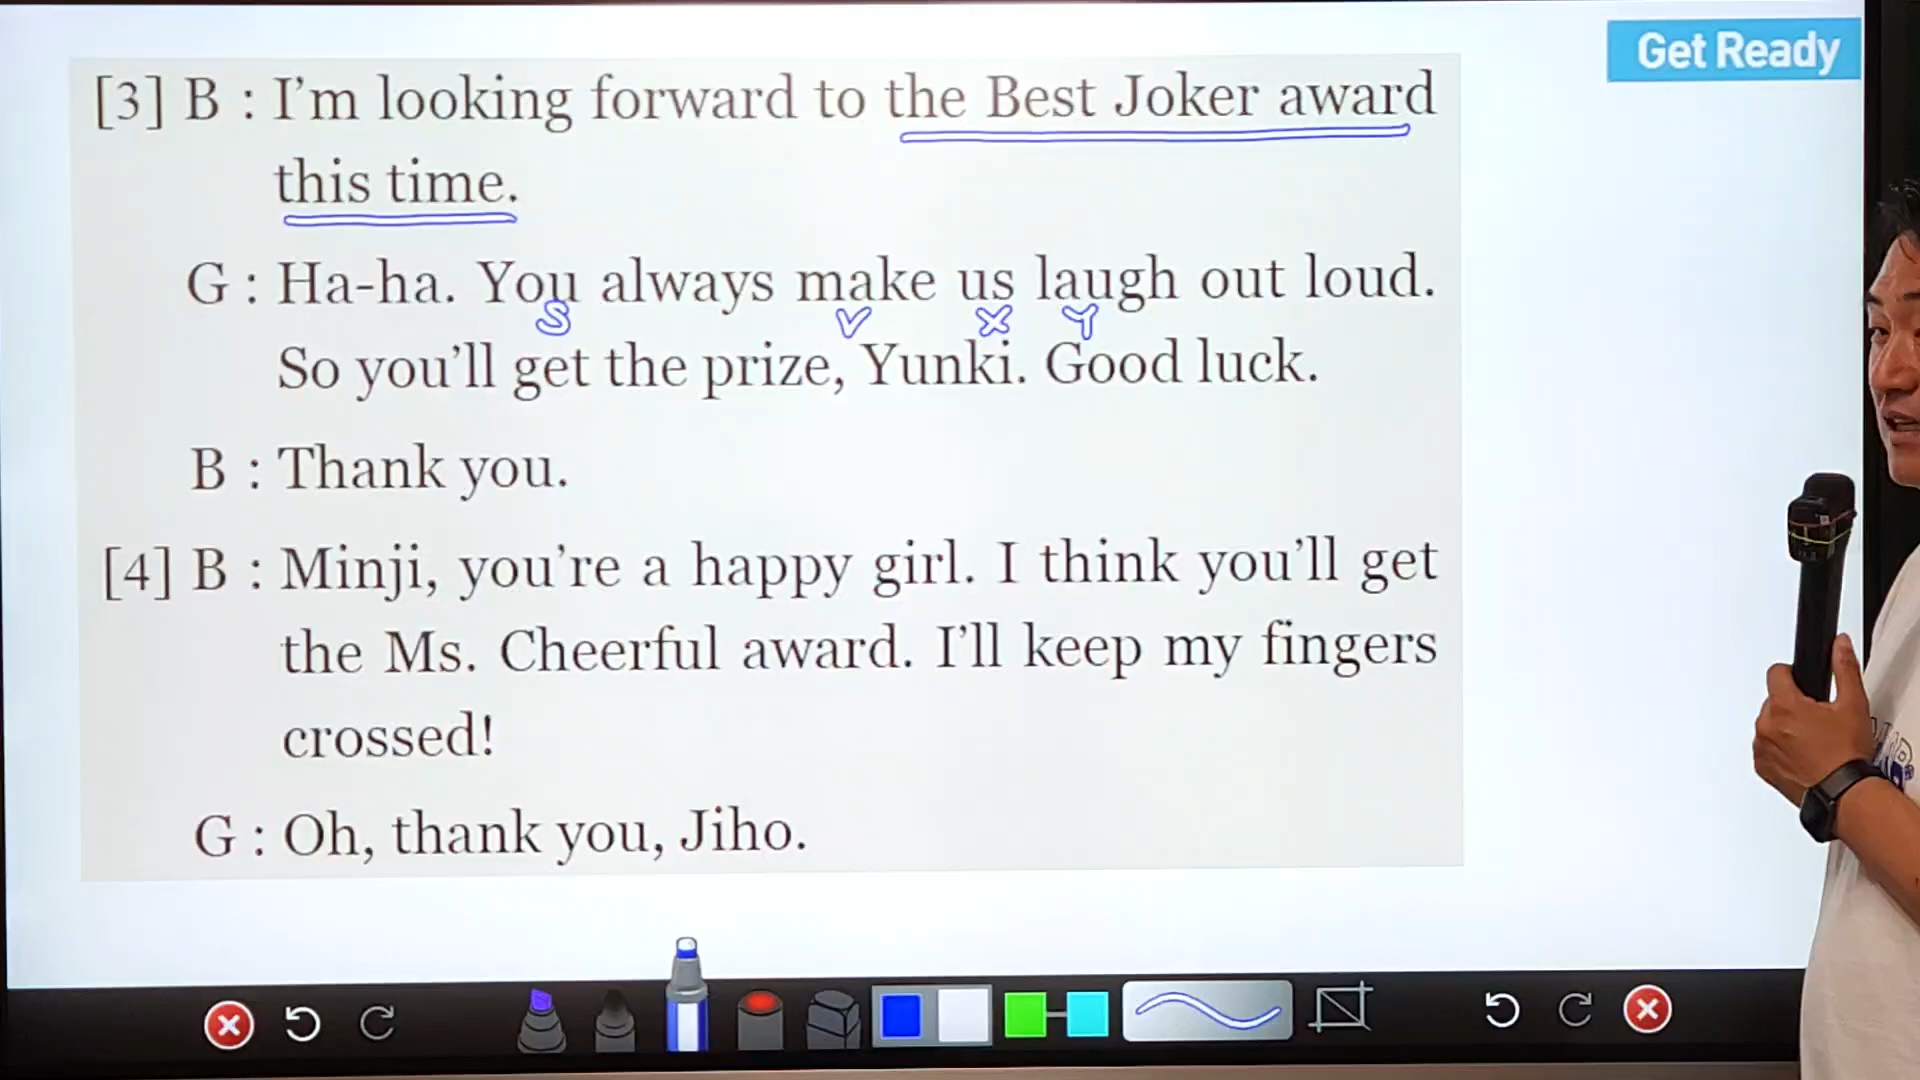 Get Ready
[3] B : I'm looking forward to the Best Joker award
this time.
G : Ha-ha. You always make us laugh out loud.
S V X Y
So you'll get the prize, Yunki. Good luck.
B : Thank you.
[4] B : Minji, you're a happy girl. I think you'll get
the Ms. Cheerful award. I'll keep my fingers
crossed!
G : Oh, thank you, Jiho.